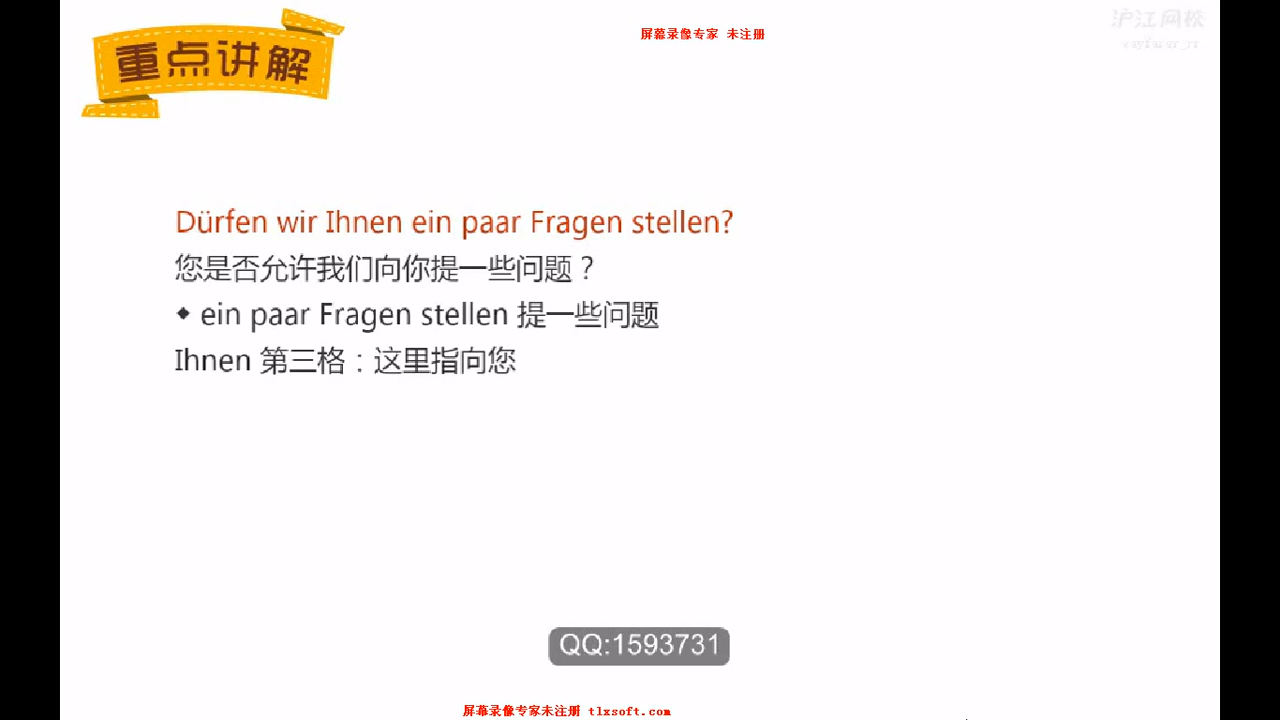 重点讲解
屏幕录像专家 未注册
沪江网校
Dürfen wir Ihnen ein paar Fragen stellen?
您是否允许我们向你提一些问题？
◆ ein paar Fragen stellen 提一些问题
Ihnen 第三格：这里指向您
QQ:1593731
屏幕录像专家未注册 tlxsoft.com